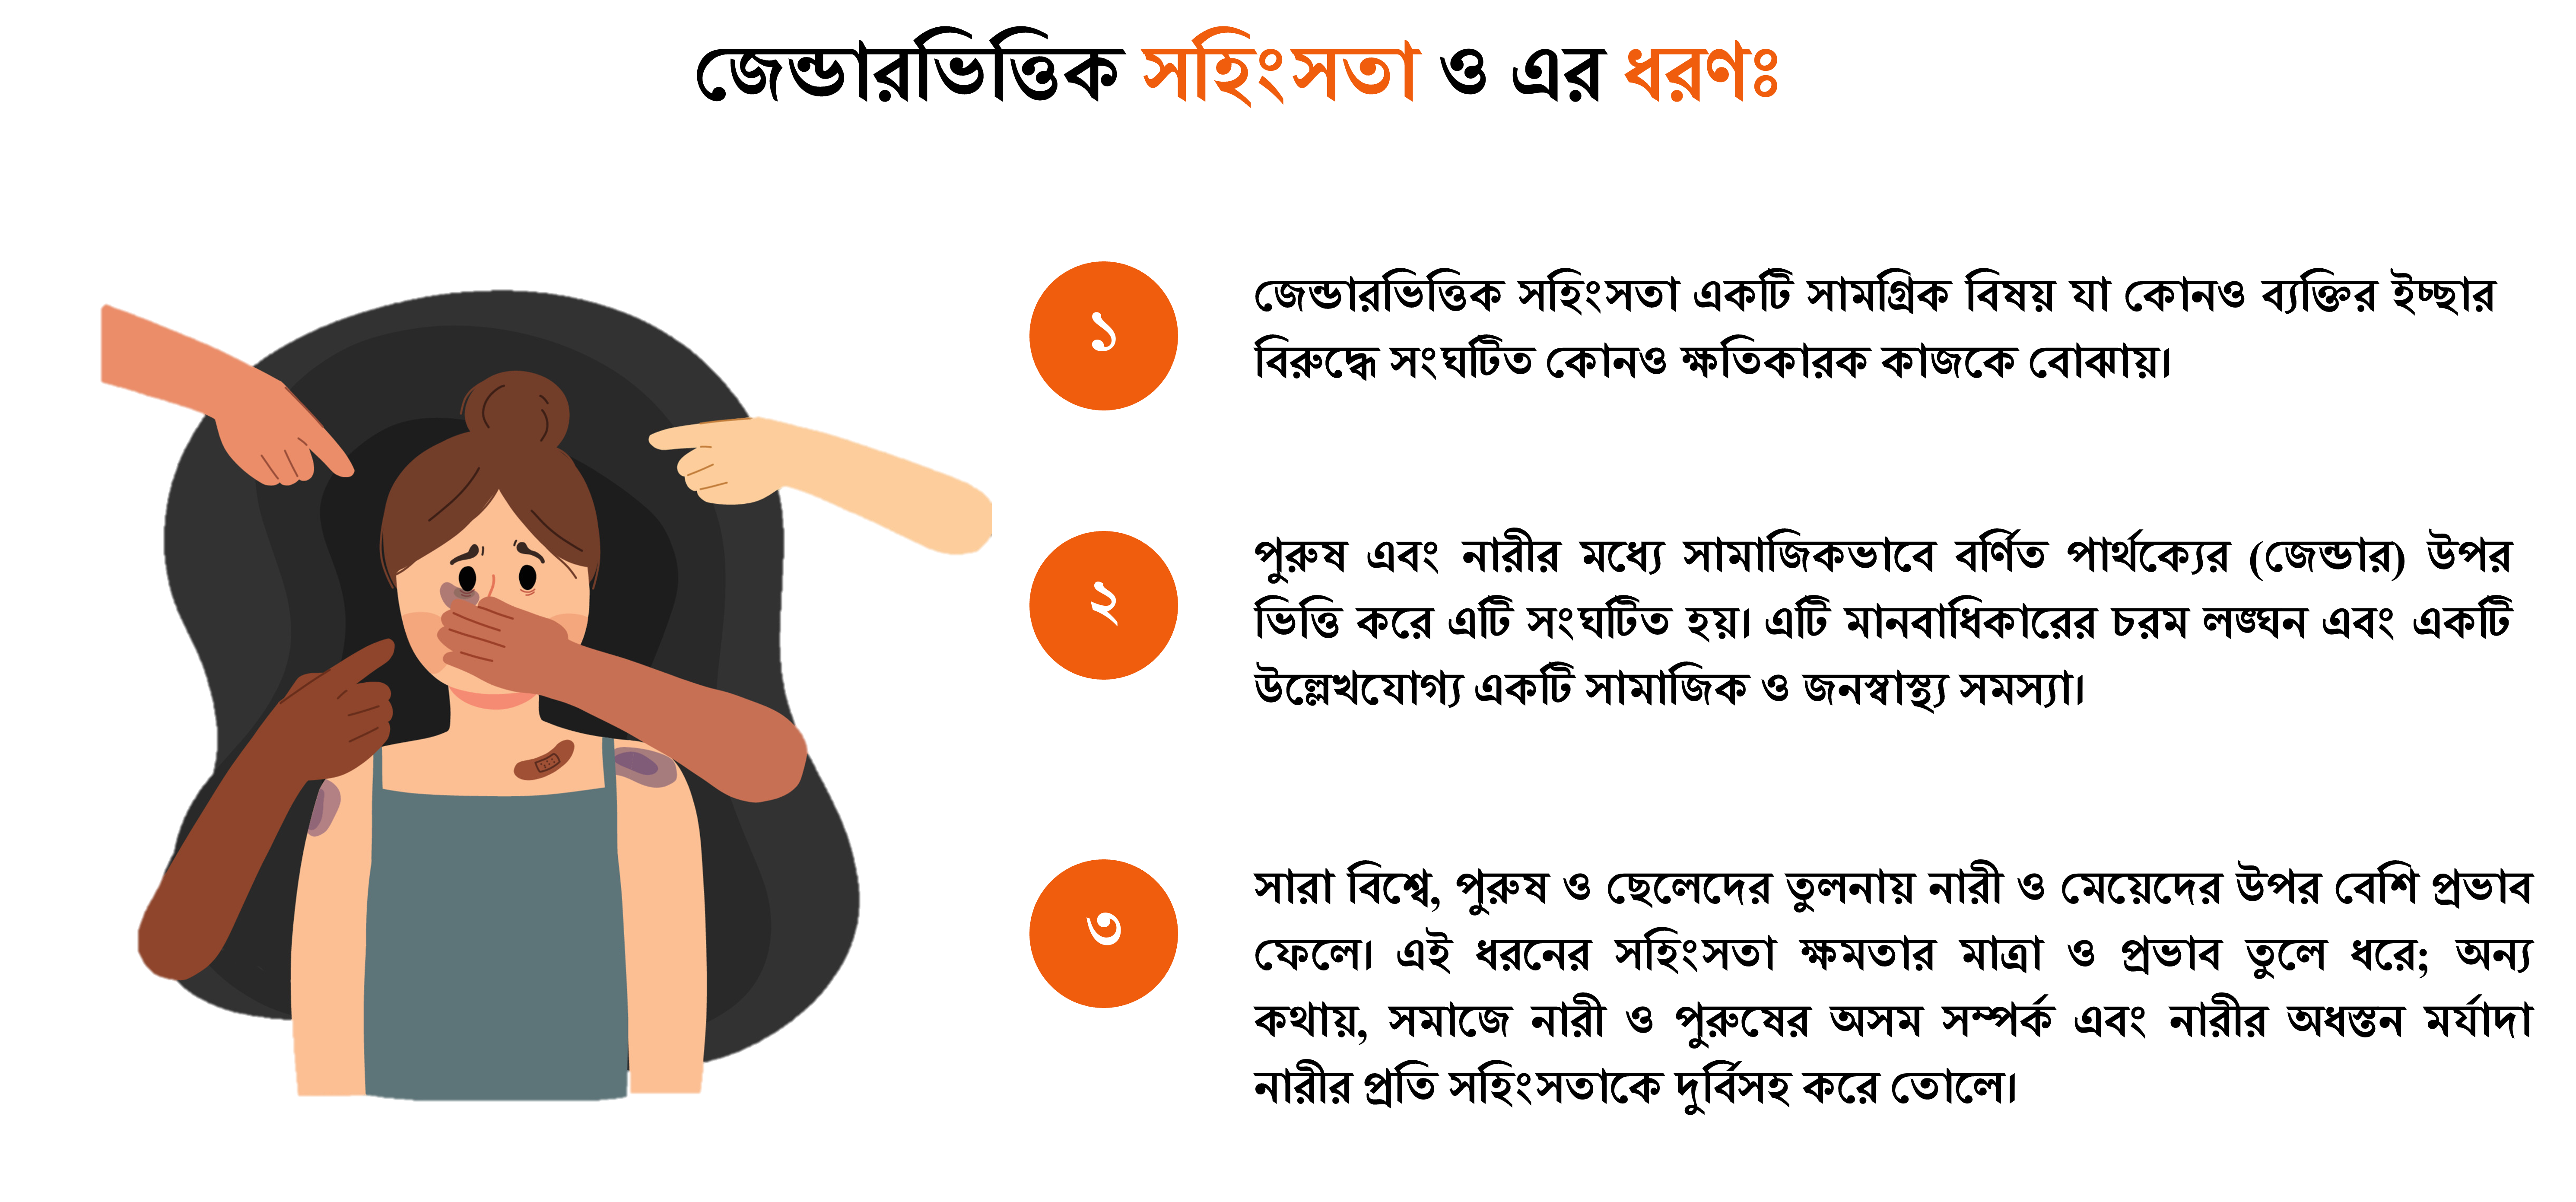 জেন্ডারভিত্তিক সহিংসতা ও এর ধরণঃ
১
জেন্ডারভিত্তিক সহিংসতা একটি সামগ্রিক বিষয় যা কোনও ব্যক্তির ইচ্ছার
বিরুদ্ধে সংঘটিত কোনও ক্ষতিকারক কাজকে বোঝায়।
২
পুরুষ এবং নারীর মধ্যে সামাজিকভাবে বর্ণিত পার্থক্যের (জেন্ডার) উপর
ভিত্তি করে এটি সংঘটিত হয়। এটি মানবাধিকারের চরম লঙ্ঘন এবং একটি
উল্লেখযোগ্য একটি সামাজিক ও জনস্বাস্থ্য সমস্যা।
৩
সারা বিশ্বে, পুরুষ ও ছেলেদের তুলনায় নারী ও মেয়েদের উপর বেশি প্রভাব
ফেলে। এই ধরনের সহিংসতা ক্ষমতার মাত্রা ও প্রভাব তুলে ধরে; অন্য
কথায়, সমাজে নারী ও পুরুষের অসম সম্পর্ক এবং নারীর অধস্তন মর্যাদা
নারীর প্রতি সহিংসতাকে দুর্বিসহ করে তোলে।